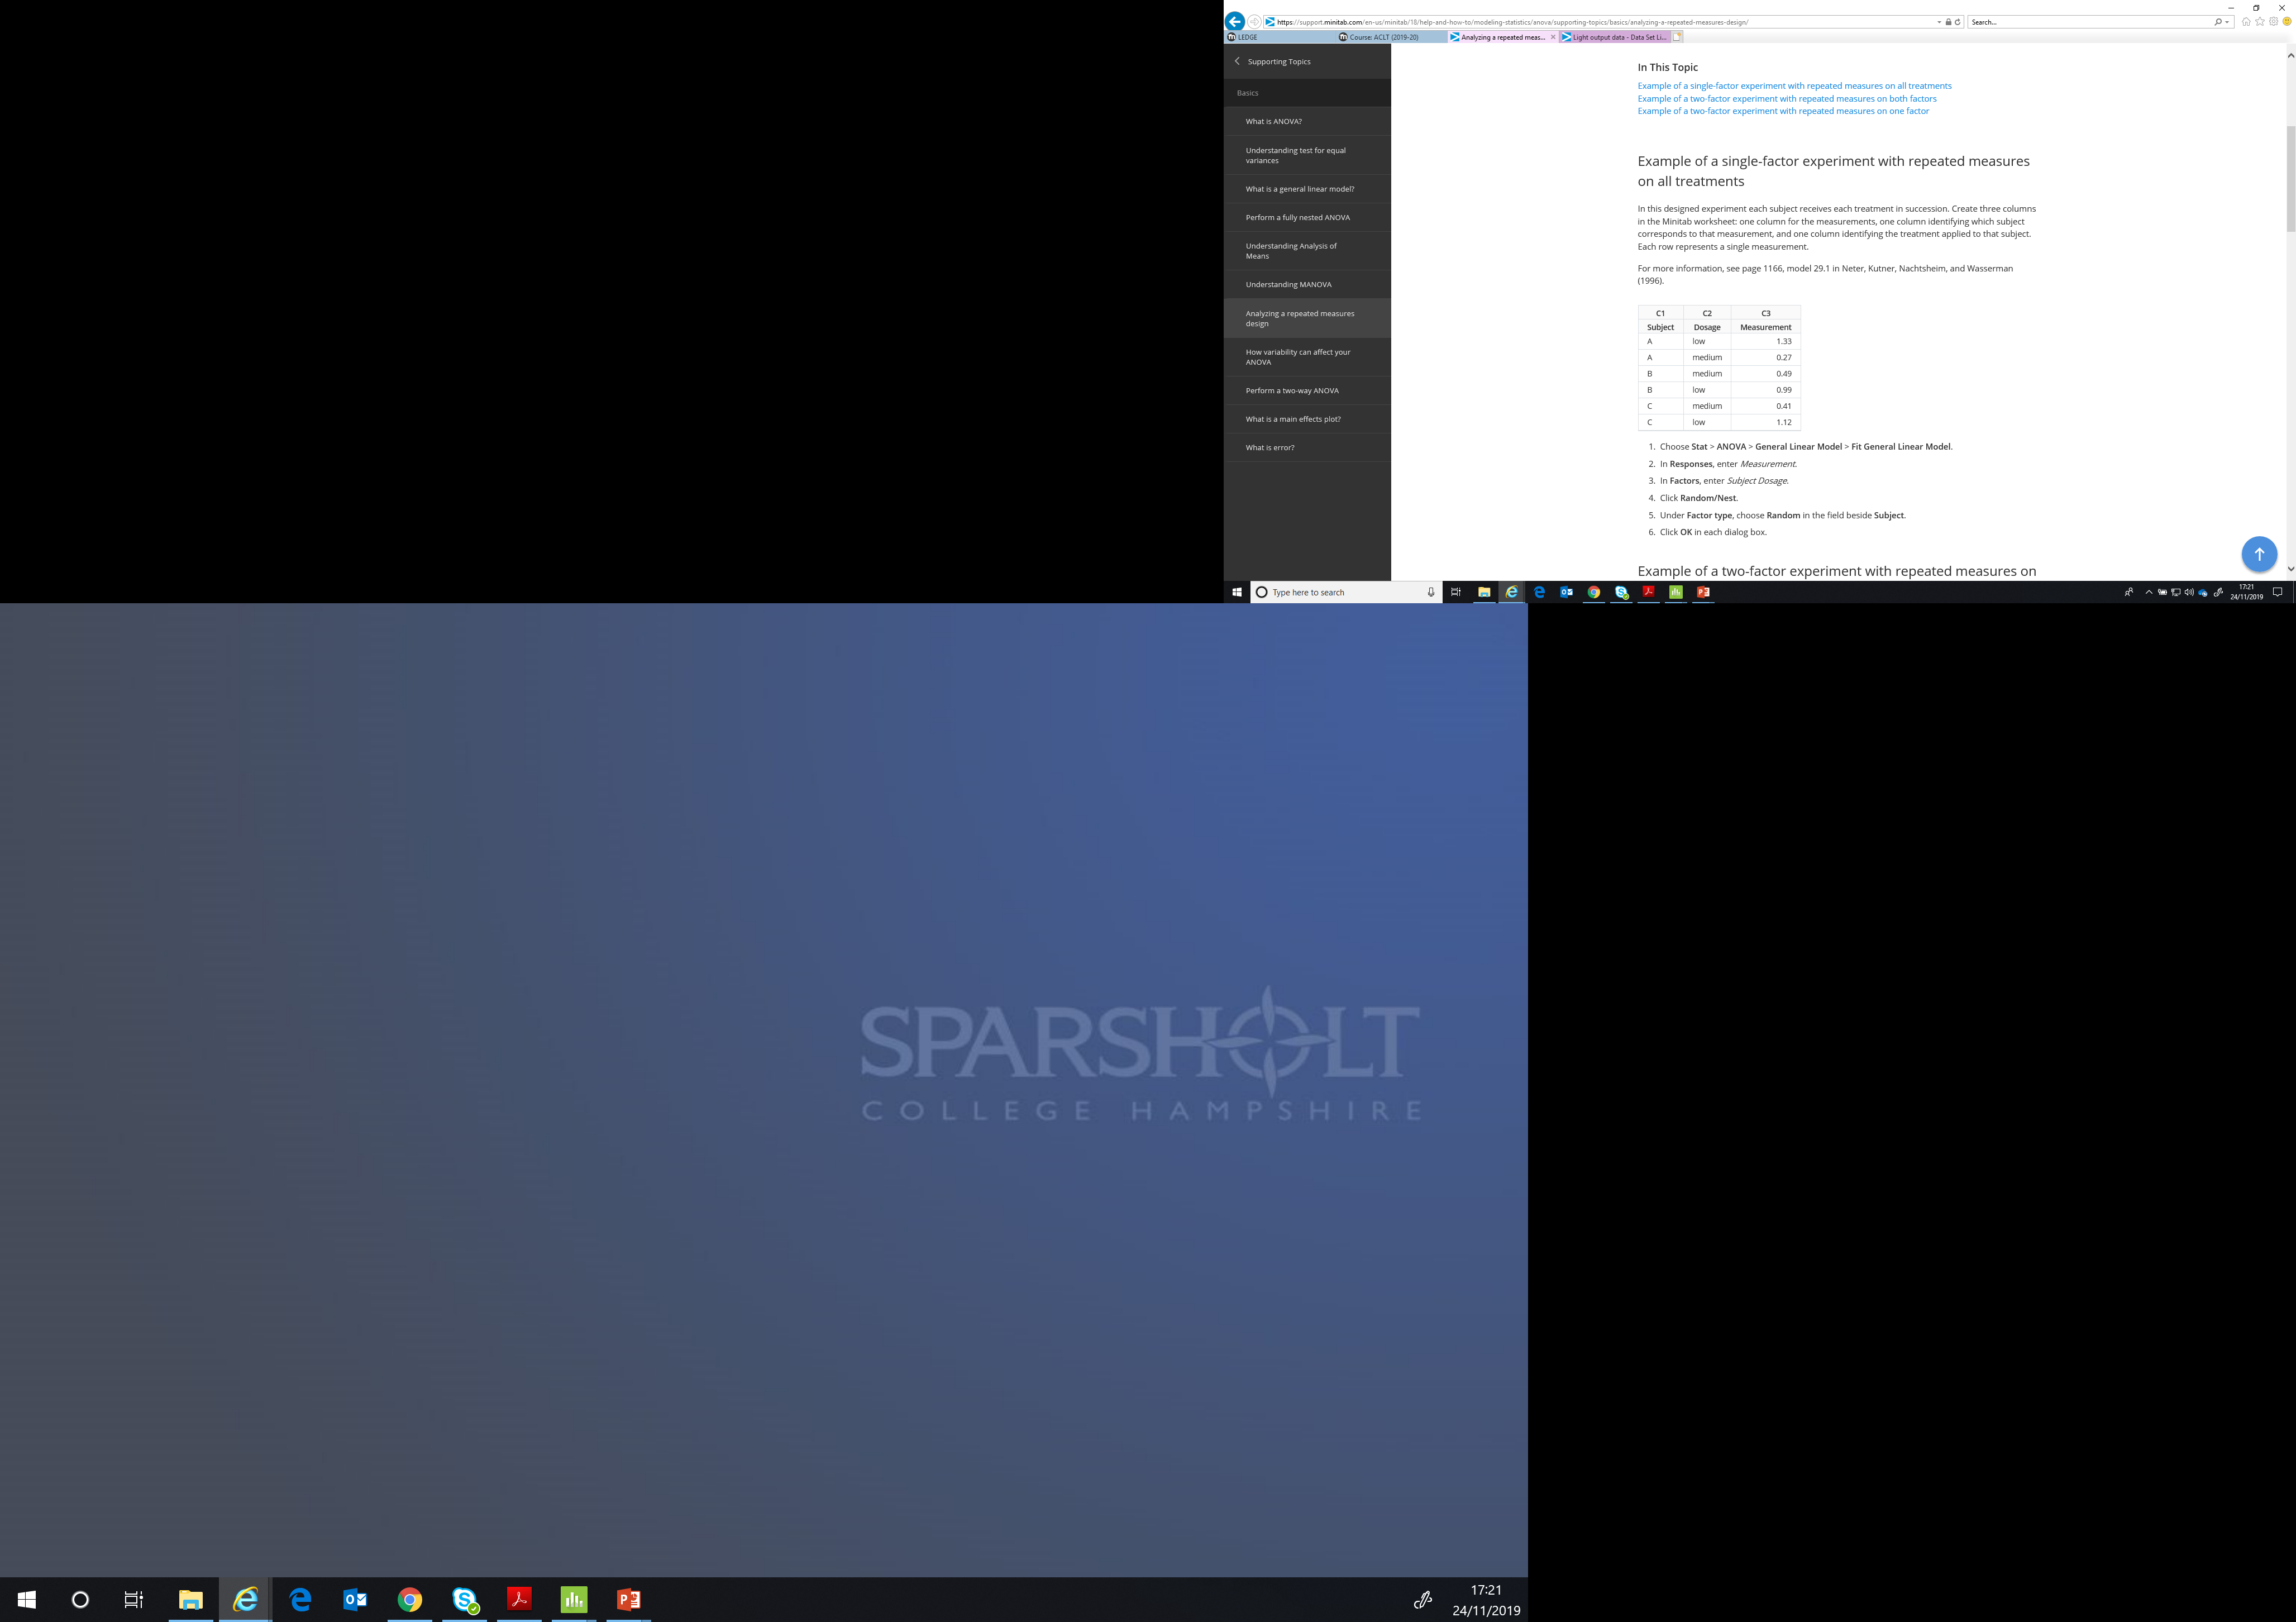 https://support.minitab.com/en-us/minitab/18/help-and-how-to/modeling-statistics/anova/supporting-topics/basics/analyzing-a-repeated-measures-design/
Search...
LEDGE
Course: ACLT (2019-20)
Analyzing a repeated meas...
Light output data - Data Set Li...
Supporting Topics
Basics
What is ANOVA?
Understanding test for equal
variances
What is a general linear model?
Perform a fully nested ANOVA
Understanding Analysis of
Means
Understanding MANOVA
Analyzing a repeated measures
design
How variability can affect your
ANOVA
Perform a two-way ANOVA
What is a main effects plot?
What is error?
In This Topic
Example of a single-factor experiment with repeated measures on all treatments
Example of a two-factor experiment with repeated measures on both factors
Example of a two-factor experiment with repeated measures on one factor
Example of a single-factor experiment with repeated measures
on all treatments
In this designed experiment each subject receives each treatment in succession. Create three columns
in the Minitab worksheet: one column for the measurements, one column identifying which subject
corresponds to that measurement, and one column identifying the treatment applied to that subject.
Each row represents a single measurement.
For more information, see page 1166, model 29.1 in Neter, Kutner, Nachtsheim, and Wasserman
(1996).
C1 C2 C3
Subject Dosage Measurement
A low 1.33
A medium 0.27
B medium 0.49
B low 0.99
C medium 0.41
C low 1.12
1. Choose Stat > ANOVA > General Linear Model > Fit General Linear Model.
2. In Responses, enter Measurement.
3. In Factors, enter Subject Dosage.
4. Click Random/Nest.
5. Under Factor type, choose Random in the field beside Subject.
6. Click OK in each dialog box.
Example of a two-factor experiment with repeated measures on
Type here to search
17:21
24/11/2019
SPARSHOLT
COLLEGE HAMPSHIRE
17:21
24/11/2019